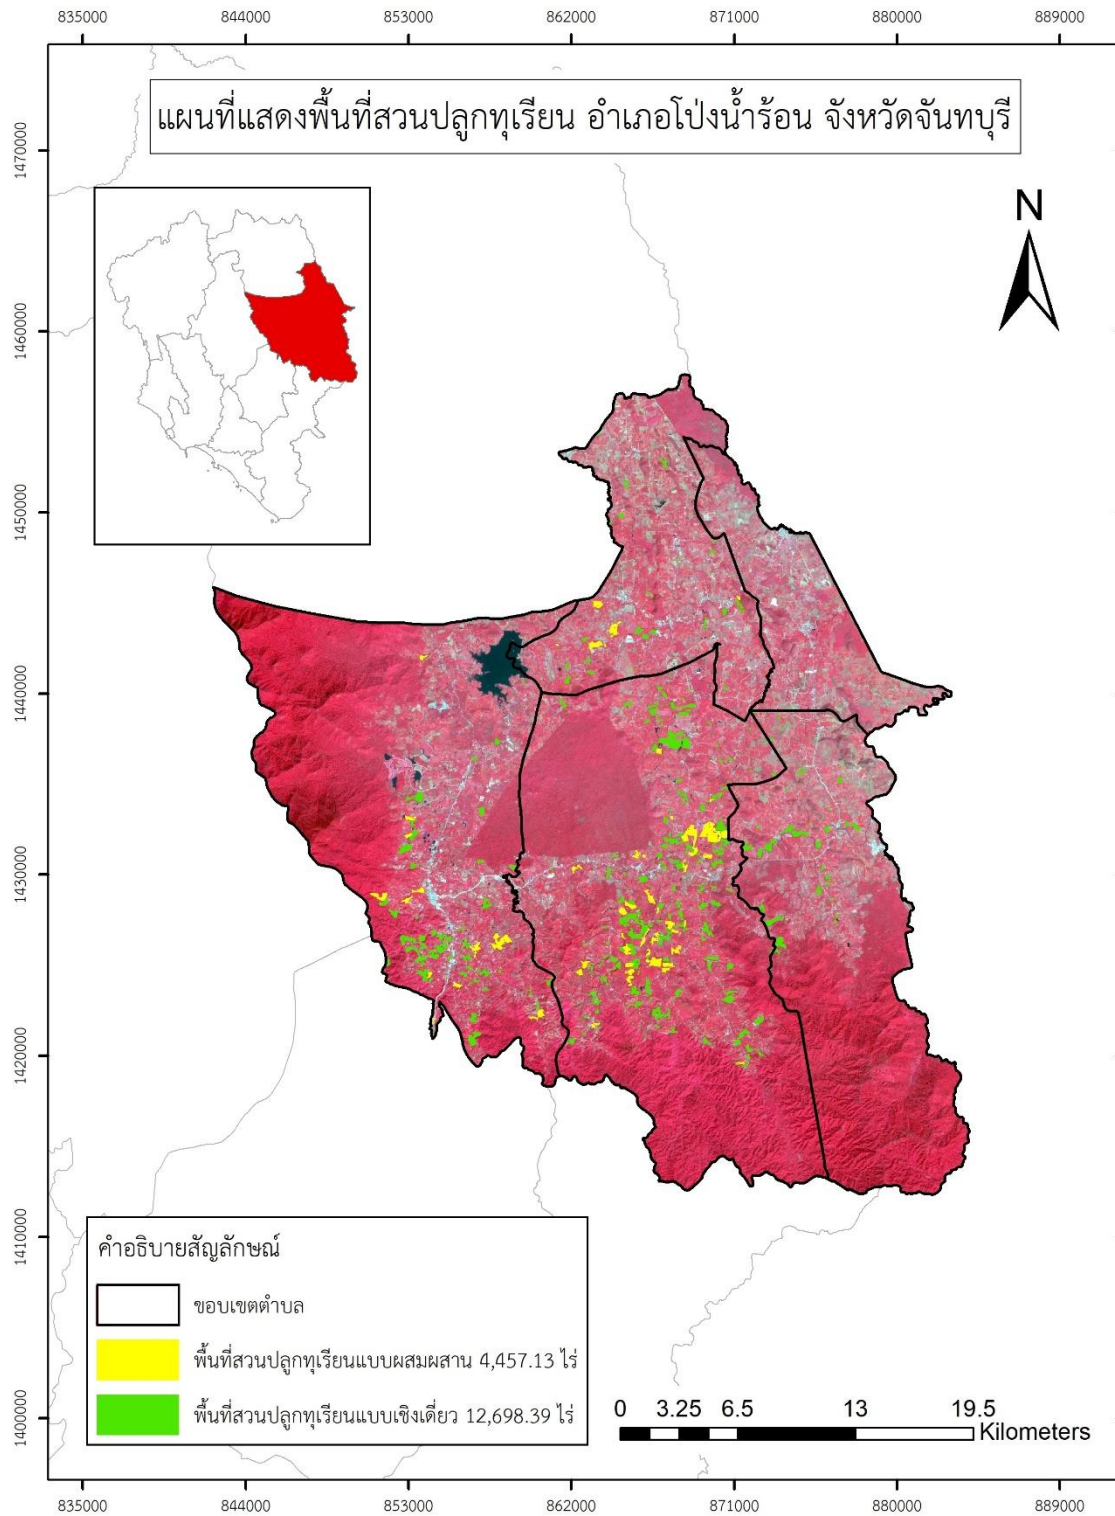 835000 844000 853000 862000 871000 880000 889000
แผนที่แสดงพื้นที่สวนปลูกทุเรียน อำเภอโป่งน้ำร้อน จังหวัดจันทบุรี
1470000
N
1460000
1450000
1440000
1430000
1420000
1410000
1400000
คำอธิบายสัญลักษณ์
ขอบเขตตำบล
พื้นที่สวนปลูกทุเรียนแบบผสมผสาน 4,457.13 ไร่
พื้นที่สวนปลูกทุเรียนแบบเชิงเดี่ยว 12,698.39 ไร่
0 3.25 6.5 13 19.5
Kilometers
835000 844000 853000 862000 871000 880000 889000